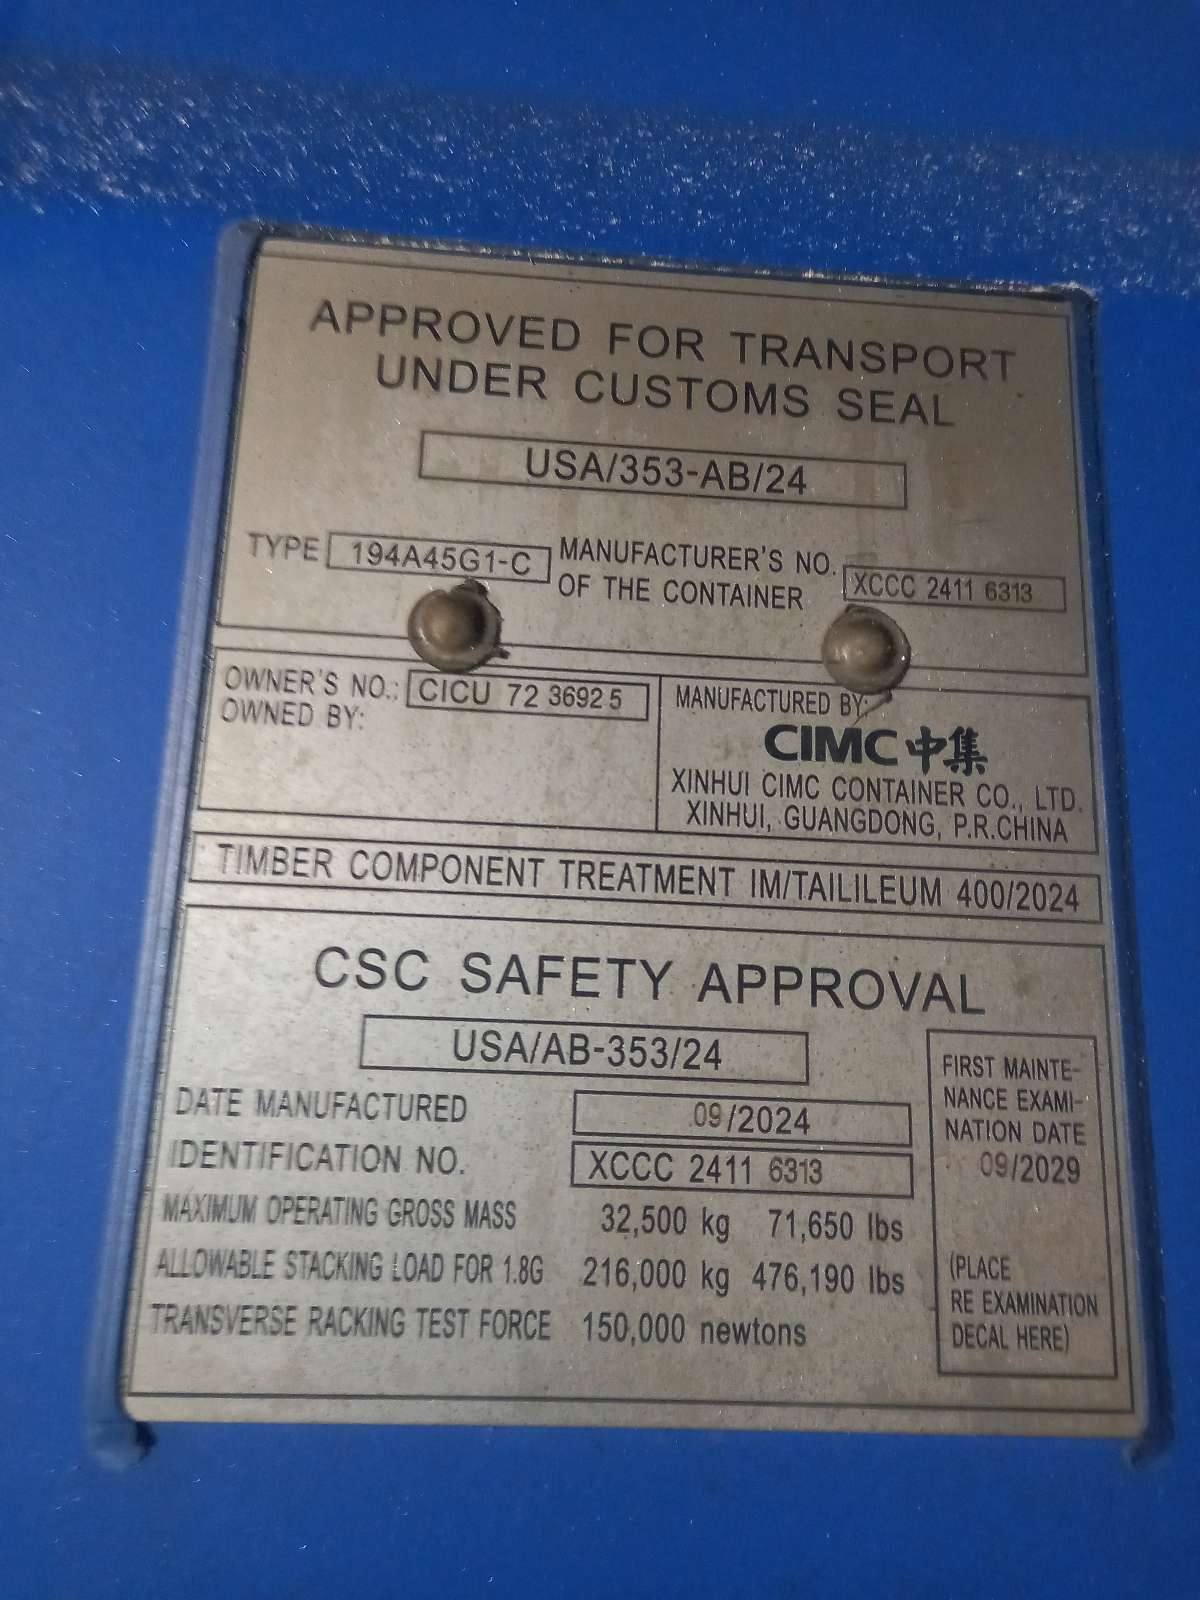 APPROVED FOR TRANSPORT
UNDER CUSTOMS SEAL
USA/353-AB/24
TYPE 194A45G1-C MANUFACTURER'S NO. OF THE CONTAINER XCCC 2411 6313
OWNER'S NO.: CICU 72 3692 5
OWNED BY:
MANUFACTURED BY:
CIMC 中集
XINHUI CIMC CONTAINER CO., LTD.
XINHUI, GUANGDONG, P.R.CHINA
TIMBER COMPONENT TREATMENT IM/TAILILEUM 400/2024
CSC SAFETY APPROVAL
USA/AB-353/24
DATE MANUFACTURED 09/2024
IDENTIFICATION NO. XCCC 2411 6313
MAXIMUM OPERATING GROSS MASS 32,500 kg 71,650 lbs
ALLOWABLE STACKING LOAD FOR 1.8G 216,000 kg 476,190 lbs
TRANSVERSE RACKING TEST FORCE 150,000 newtons
FIRST MAINTE-
NANCE EXAMI-
NATION DATE
09/2029
(PLACE
RE EXAMINATION
DECAL HERE)